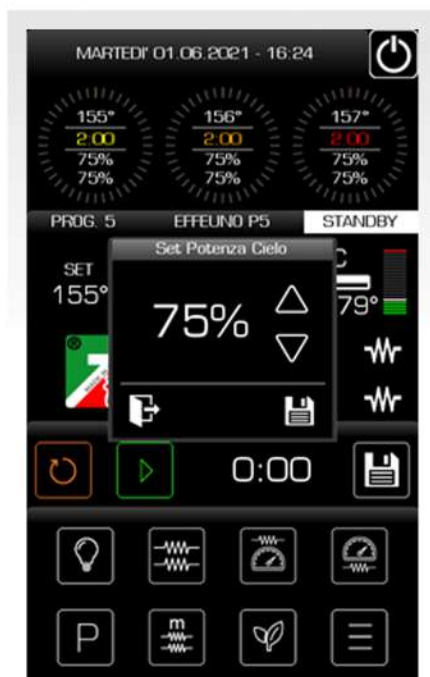 MARTEDI' 01.06.2021 - 16:24
155° 156° 157°
2:00 2:00 2:00
75% 75% 75%
75% 75% 75%
PROG. 5 EFFEUNO P5 STANDBY
Set Potenza Cielo
SET
155°
75%
79°
0:00
P
m